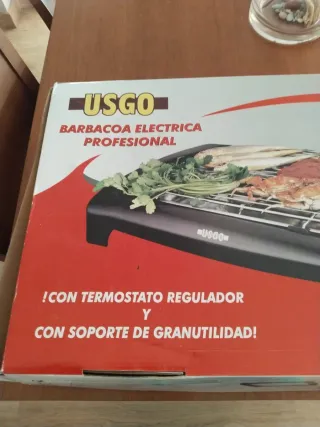 USGO
BARBACOA ELECTRICA
PROFESIONAL
USGO
!CON TERMOSTATO REGULADOR
Y
CON SOPORTE DE GRANUTILIDAD!